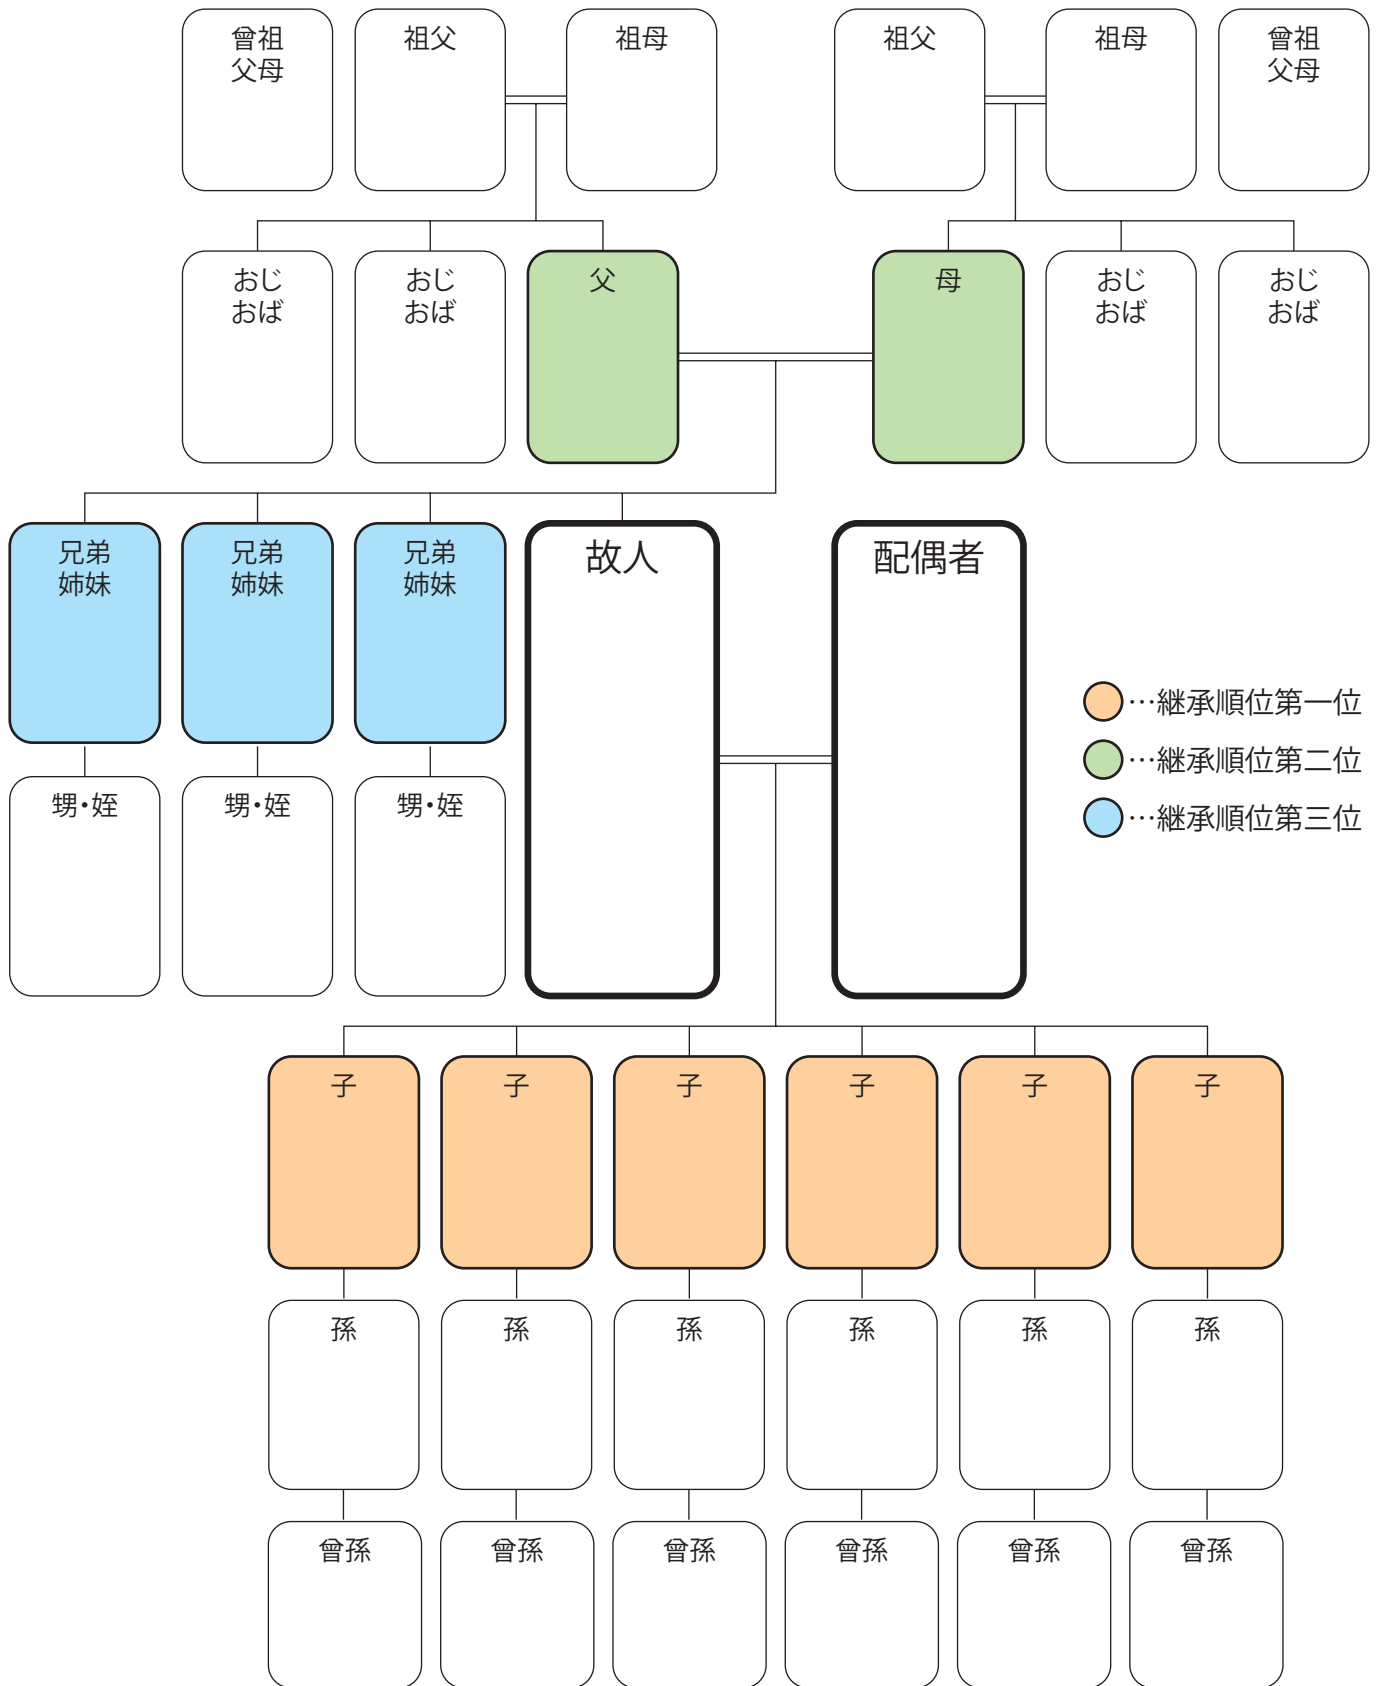 曾祖
父母
祖父
祖母
祖父
祖母
曾祖
父母
おじ
おば
おじ
おば
父
母
おじ
おば
おじ
おば
兄弟
姉妹
兄弟
姉妹
兄弟
姉妹
故人
配偶者
…継承順位第一位
…継承順位第二位
…継承順位第三位
甥・姪
甥・姪
甥・姪
子
子
子
子
子
子
孫
孫
孫
孫
孫
孫
曾孫
曾孫
曾孫
曾孫
曾孫
曾孫